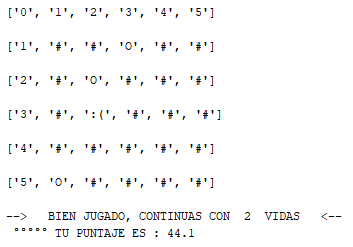 ['0', '1', '2', '3', '4', '5']
['1', '#', '#', 'O', '#', '#']
['2', '#', 'O', '#', '#', '#']
['3', '#', ':(', '#', '#', '#']
['4', '#', '#', '#', '#', '#']
['5', 'O', '#', '#', '#', '#']
--> BIEN JUGADO, CONTINUAS CON 2 VIDAS <--
°°°°° TU PUNTAJE ES : 44.1